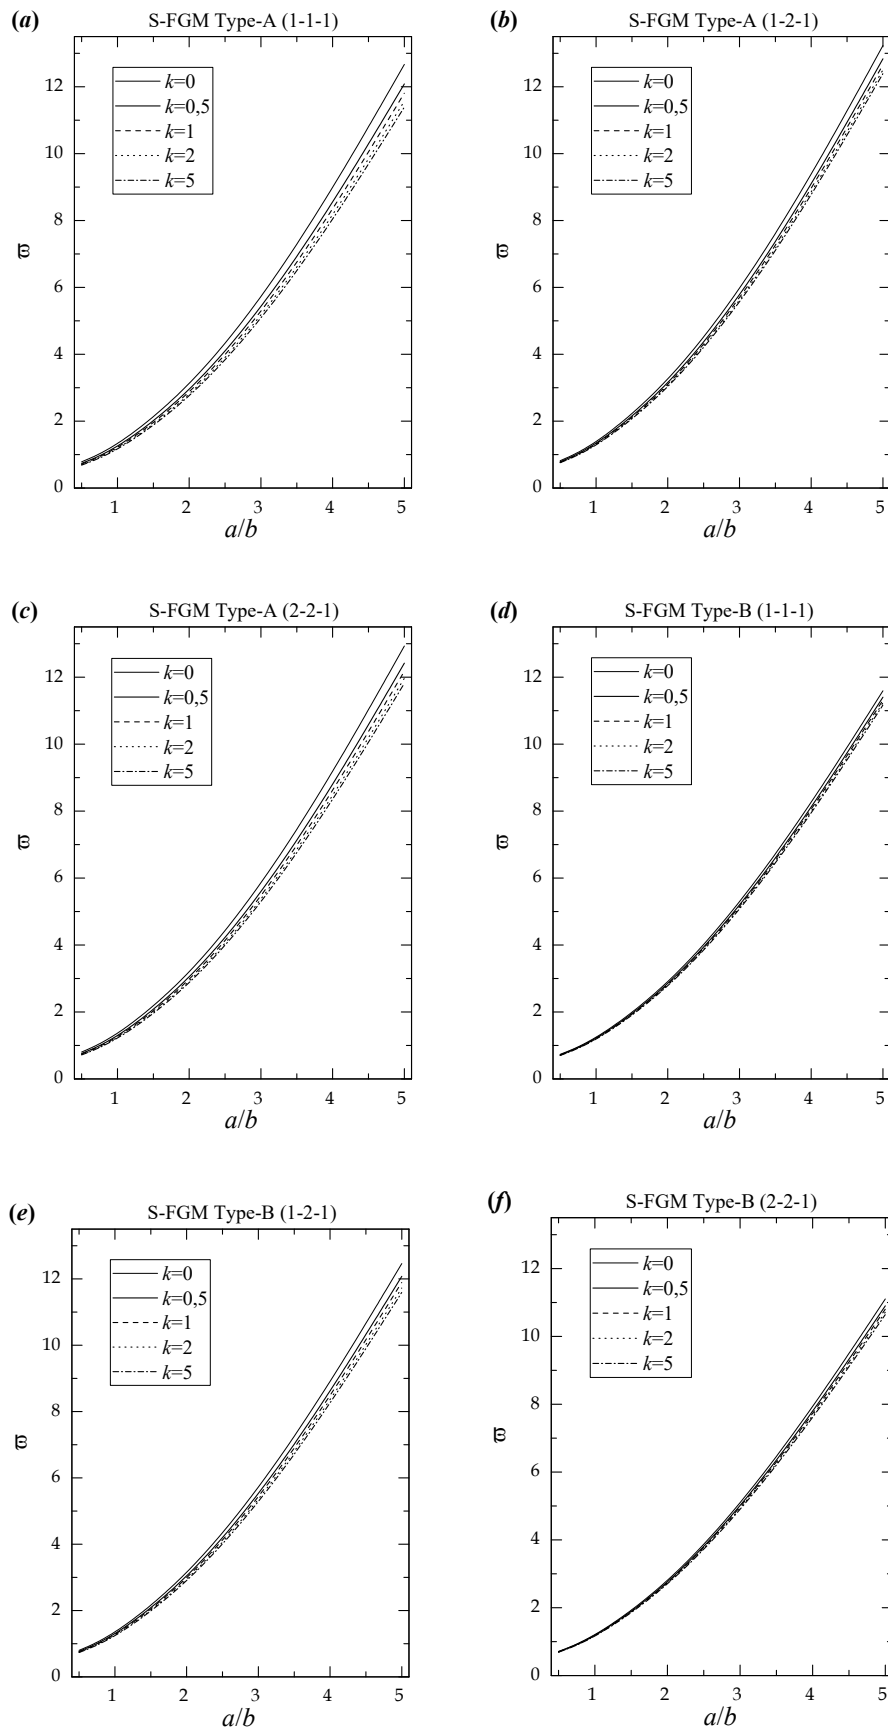 (a)
S-FGM Type-A (1-1-1)
k=0
k=0,5
k=1
k=2
k=5
12
10
8
6
4
2
0
ϖ
1 2 3 4 5
a/b
(b)
S-FGM Type-A (1-2-1)
k=0
k=0,5
k=1
k=2
k=5
12
10
8
6
4
2
0
ϖ
1 2 3 4 5
a/b
(c)
S-FGM Type-A (2-2-1)
k=0
k=0,5
k=1
k=2
k=5
12
10
8
6
4
2
0
ϖ
1 2 3 4 5
a/b
(d)
S-FGM Type-B (1-1-1)
k=0
k=0,5
k=1
k=2
k=5
12
10
8
6
4
2
0
ϖ
1 2 3 4 5
a/b
(e)
S-FGM Type-B (1-2-1)
k=0
k=0,5
k=1
k=2
k=5
12
10
8
6
4
2
0
ϖ
1 2 3 4 5
a/b
(f)
S-FGM Type-B (2-2-1)
k=0
k=0,5
k=1
k=2
k=5
12
10
8
6
4
2
0
ϖ
1 2 3 4 5
a/b